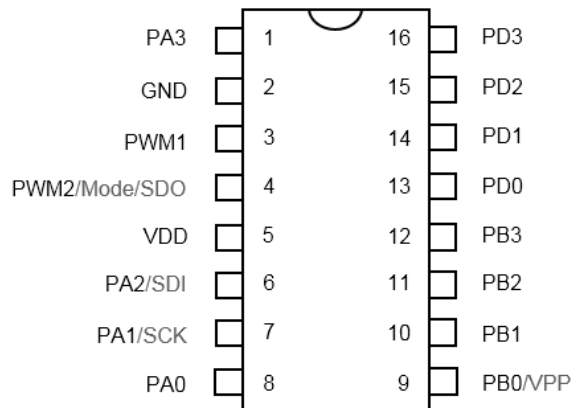 PA3 1 16 PD3
GND 2 15 PD2
PWM1 3 14 PD1
PWM2/Mode/SDO 4 13 PD0
VDD 5 12 PB3
PA2/SDI 6 11 PB2
PA1/SCK 7 10 PB1
PA0 8 9 PB0/VPP